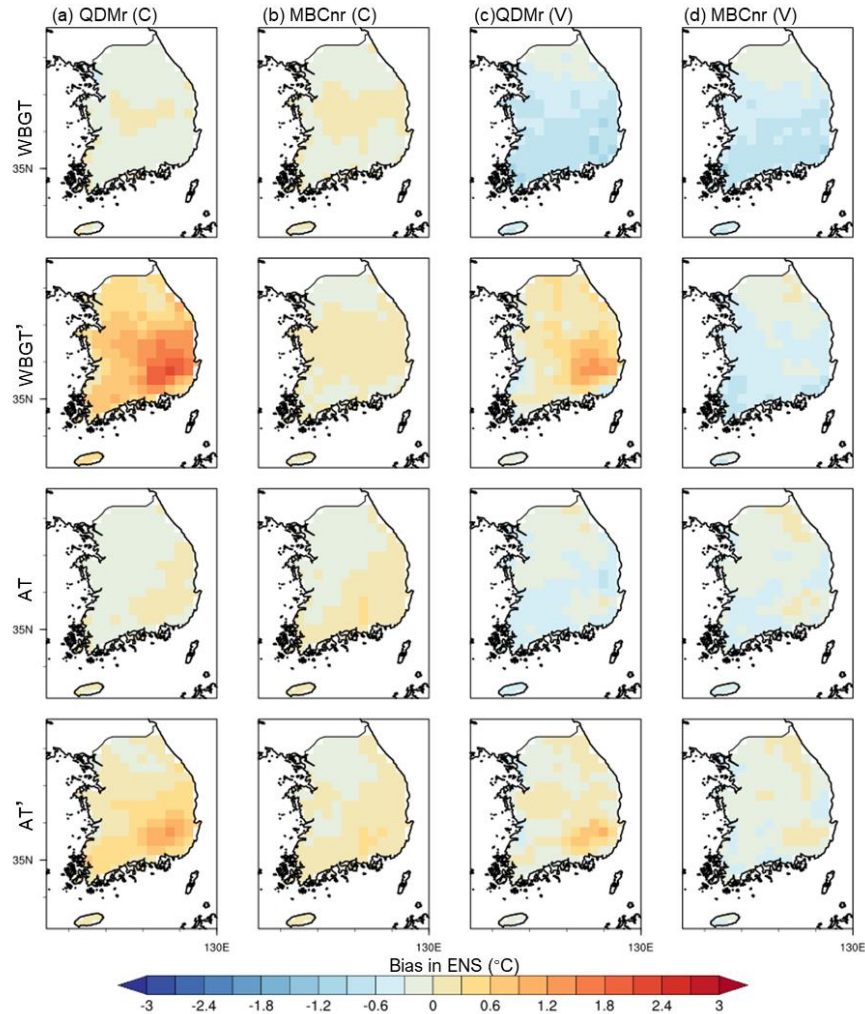 (a) QDMr (C) (b) MBCnr (C) (c)QDMr (V) (d) MBCnr (V)
WBGT
35N
WBGT’
35N
AT
35N
AT’
35N
130E 130E 130E 130E
Bias in ENS (°C)
-3 -2.4 -1.8 -1.2 -0.6 0 0.6 1.2 1.8 2.4 3